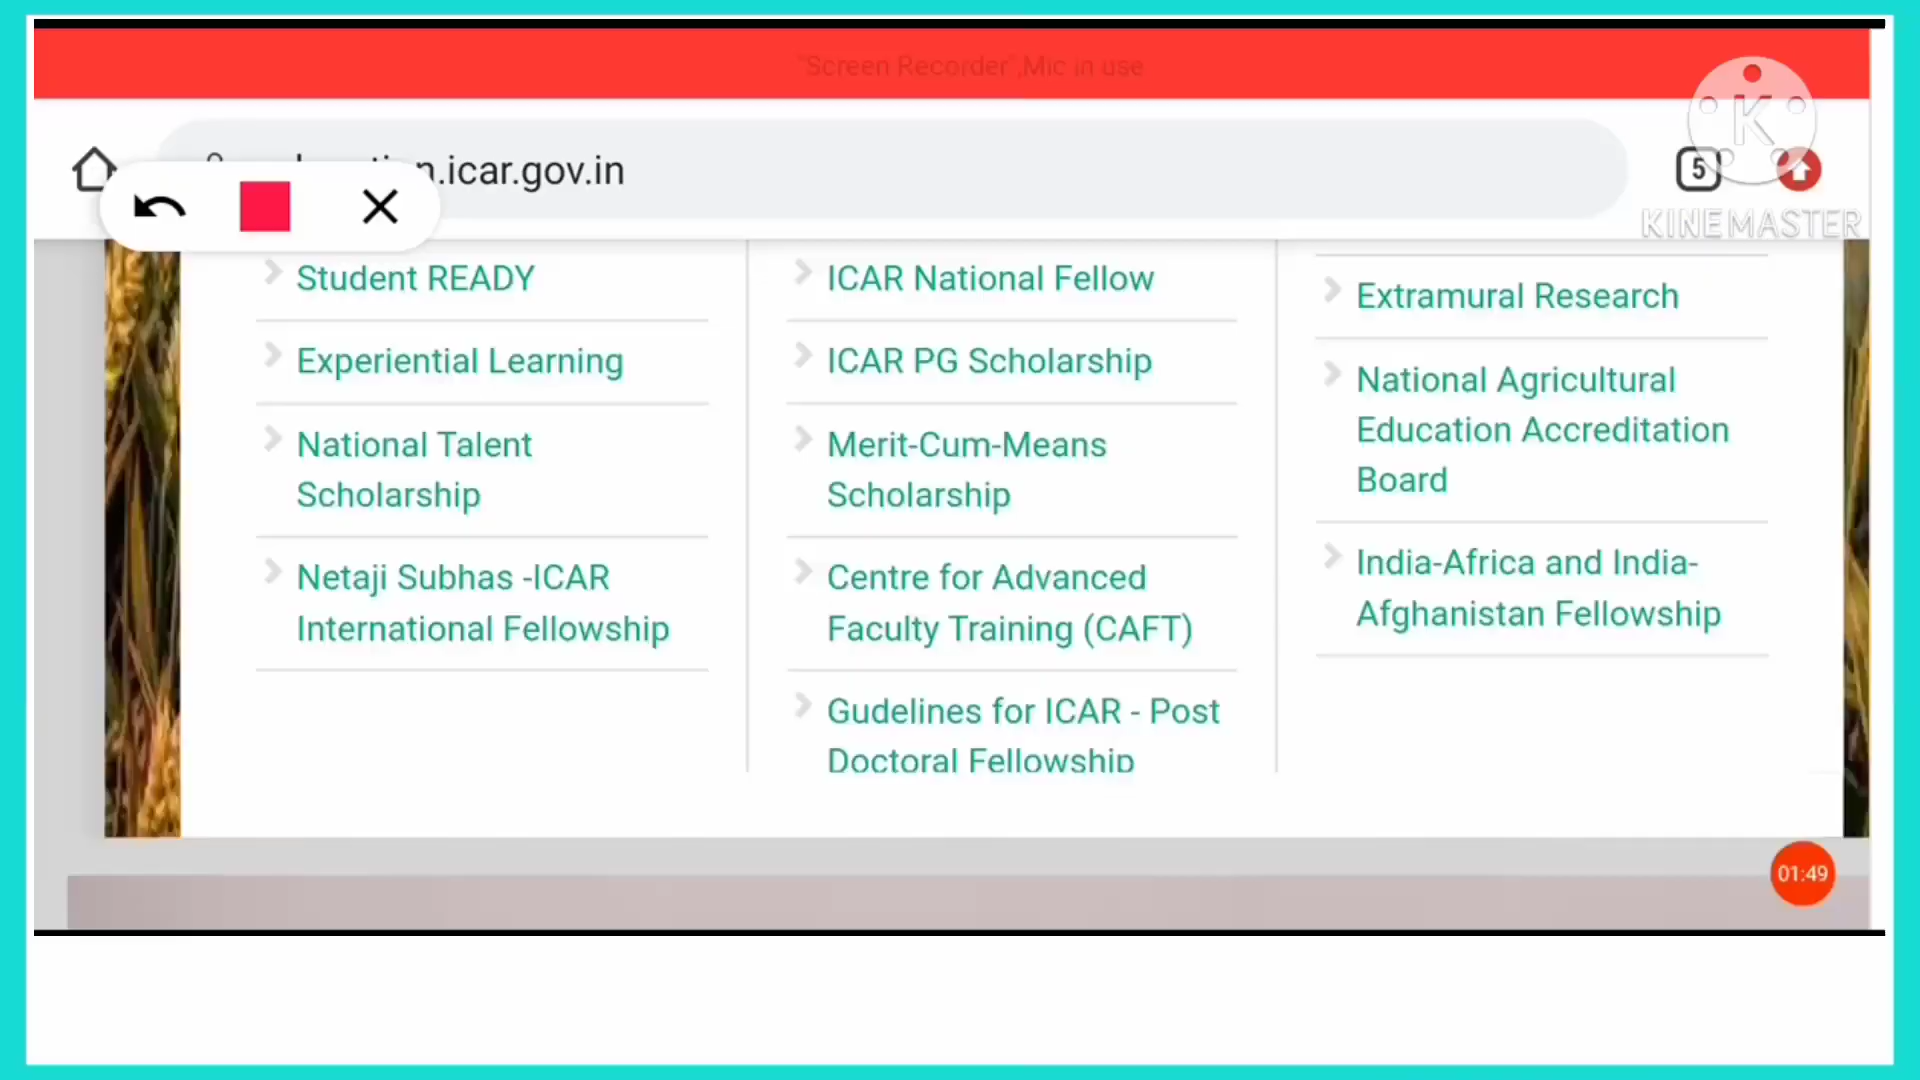 "Screen Recorder",Mic in use
n.icar.gov.in
5
K
KINEMASTER
Student READY
Experiential Learning
National Talent
Scholarship
Netaji Subhas -ICAR
International Fellowship
ICAR National Fellow
ICAR PG Scholarship
Merit-Cum-Means
Scholarship
Centre for Advanced
Faculty Training (CAFT)
Gudelines for ICAR - Post
Doctoral Fellowship
Extramural Research
National Agricultural
Education Accreditation
Board
India-Africa and India-
Afghanistan Fellowship
01:49